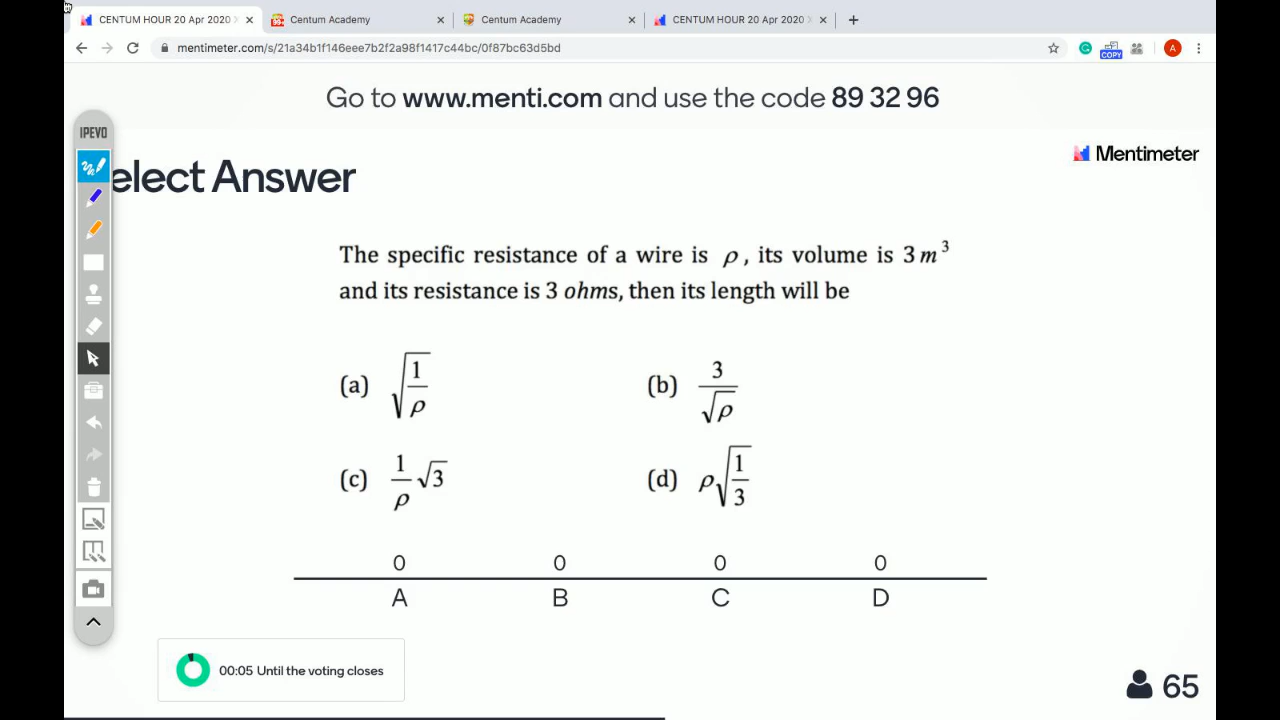 CENTUM HOUR 20 Apr 2020
Centum Academy
Centum Academy
CENTUM HOUR 20 Apr 2020
mentimeter.com/s/21a34b1f146eee7b2f2a98f1417c44bc/0f87bc63d5bd
COPY
A
Go to www.menti.com and use the code 89 32 96
IPEVO
Mentimeter
elect Answer
The specific resistance of a wire is ρ, its volume is 3 m³
and its resistance is 3 ohms, then its length will be
(a) √(1/ρ)
(b) 3/√ρ
(c) 1/ρ √3
(d) ρ√(1/3)
0 0 0 0
A B C D
00:05 Until the voting closes
65